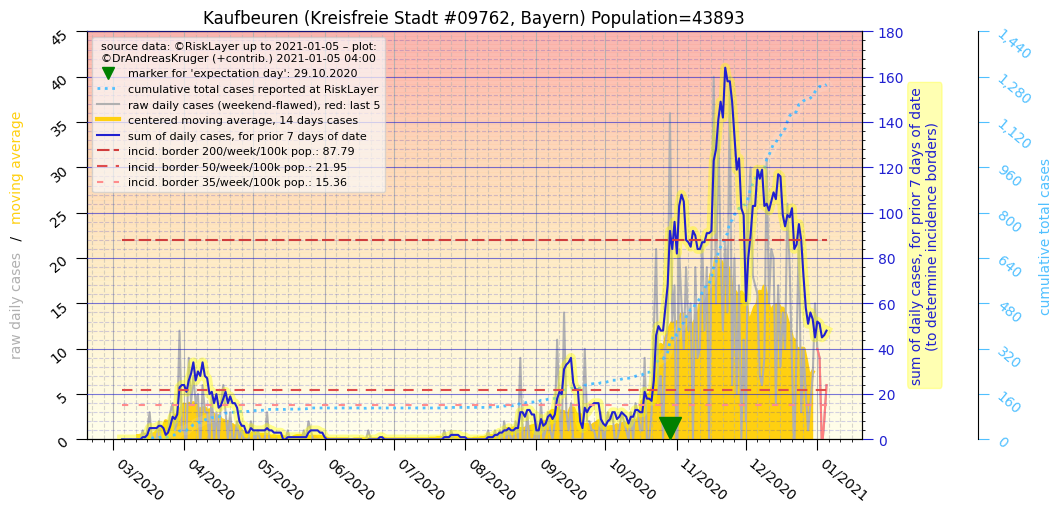 Kaufbeuren (Kreisfreie Stadt #09762, Bayern) Population=43893
source data: ©RiskLayer up to 2021-01-05 – plot:
©DrAndreasKruger (+contrib.) 2021-01-05 04:00
marker for 'expectation day': 29.10.2020
cumulative total cases reported at RiskLayer
raw daily cases (weekend-flawed), red: last 5
centered moving average, 14 days cases
sum of daily cases, for prior 7 days of date
incid. border 200/week/100k pop.: 87.79
incid. border 50/week/100k pop.: 21.95
incid. border 35/week/100k pop.: 15.36
raw daily cases / moving average
45
40
35
30
25
20
15
10
5
0
03/2020
04/2020
05/2020
06/2020
07/2020
08/2020
09/2020
10/2020
11/2020
12/2020
01/2021
180
160
140
120
100
80
60
40
20
0
sum of daily cases, for prior 7 days of date
(to determine incidence borders)
1,440
1,280
1,120
960
800
640
480
320
160
0
cumulative total cases